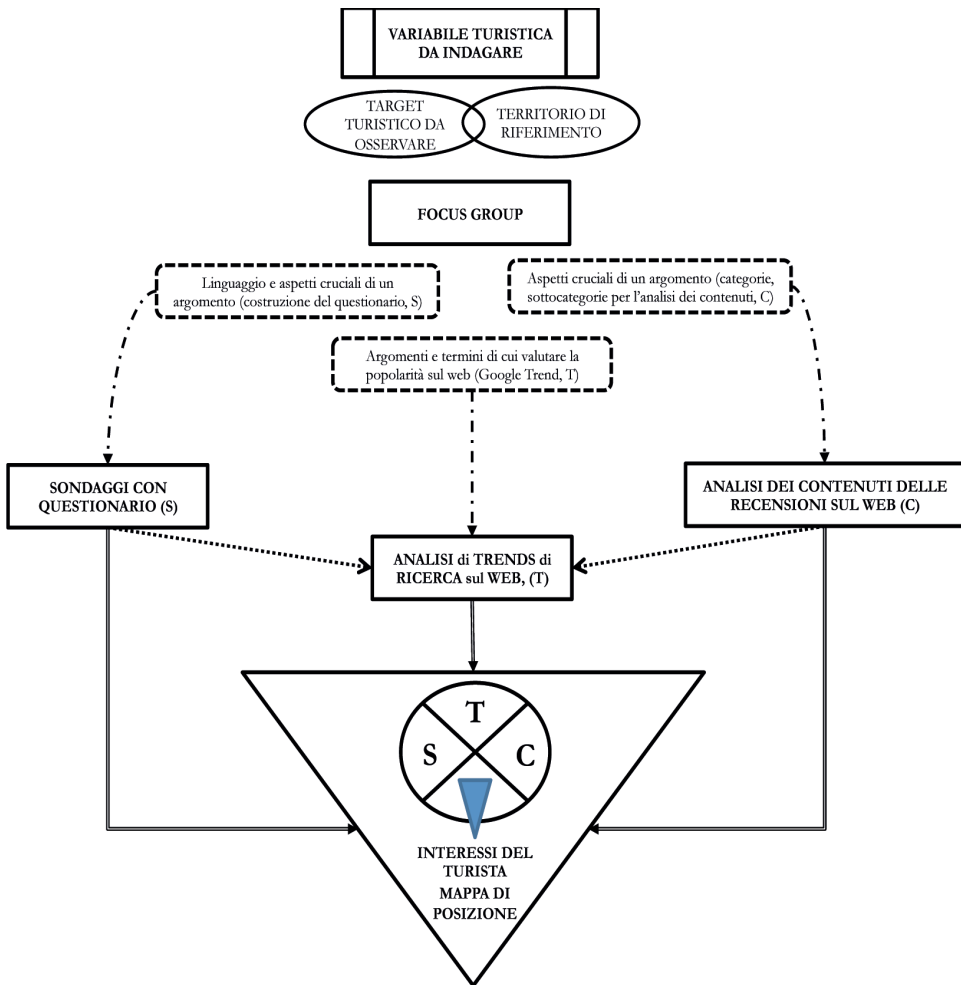 VARIABILE TURISTICA
DA INDAGARE
TARGET
TURISTICO DA
OSSERVARE
TERRITORIO DI
RIFERIMENTO
FOCUS GROUP
Linguaggio e aspetti cruciali di un
argomento (costruzione del questionario, S)
Aspetti cruciali di un argomento (categorie,
sottocategorie per l'analisi dei contenuti, C)
Argomenti e termini di cui valutare la
popolarità sul web (Google Trend, T)
SONDAGGI CON
QUESTIONARIO (S)
ANALISI DEI CONTENUTI DELLE
RECENSIONI SUL WEB (C)
ANALISI di TRENDS di
RICERCA sul WEB, (T)
T
S
C
INTERESSI DEL
TURISTA
MAPPA DI
POSIZIONE